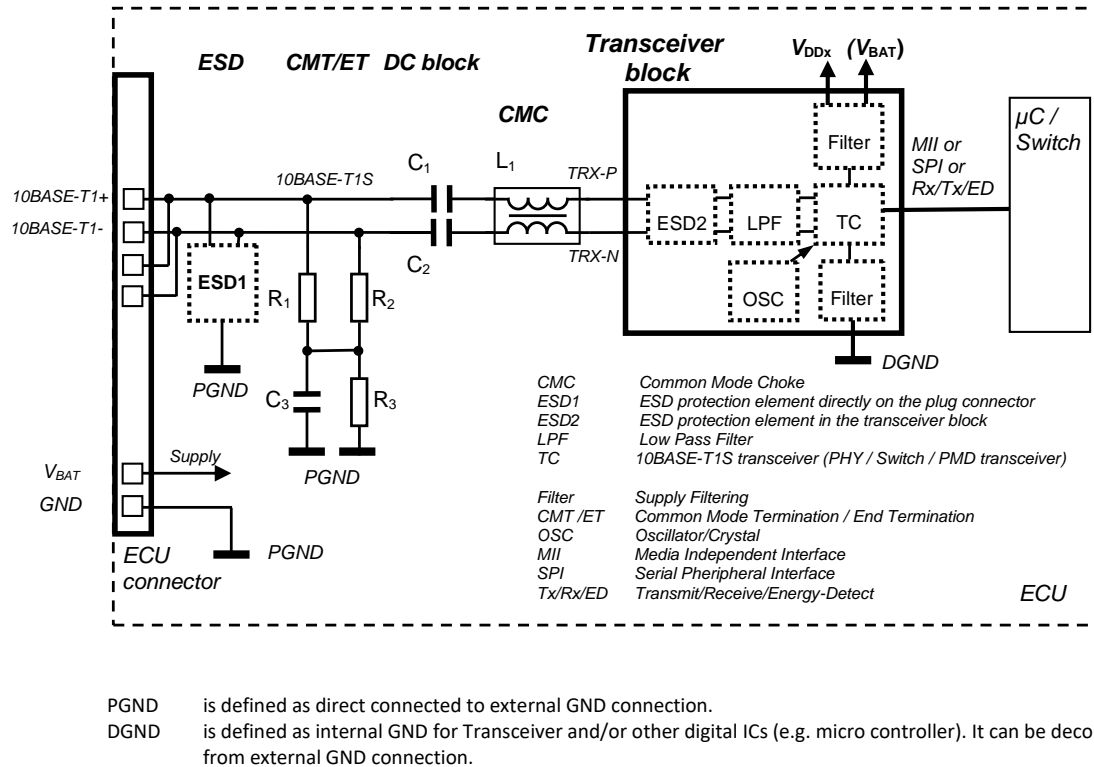 Transceiver
block
V_DDx (V_BAT)
ESD CMT/ET DC block
CMC
µC /
Switch
Filter
MII or
SPI or
Rx/Tx/ED
C1 L1
10BASE-T1S TRX-P
10BASE-T1+
ESD2 LPF TC
10BASE-T1-
TRX-N
C2
ESD1
R1 R2
OSC Filter
DGND
PGND
C3 R3
PGND
V_BAT Supply
GND
PGND
ECU
connector
CMC Common Mode Choke
ESD1 ESD protection element directly on the plug connector
ESD2 ESD protection element in the transceiver block
LPF Low Pass Filter
TC 10BASE-T1S transceiver (PHY / Switch / PMD transceiver)
Filter Supply Filtering
CMT /ET Common Mode Termination / End Termination
OSC Oscillator/Crystal
MII Media Independent Interface
SPI Serial Pheripheral Interface
Tx/Rx/ED Transmit/Receive/Energy-Detect
ECU
PGND is defined as direct connected to external GND connection.
DGND is defined as internal GND for Transceiver and/or other digital ICs (e.g. micro controller). It can be deco
from external GND connection.